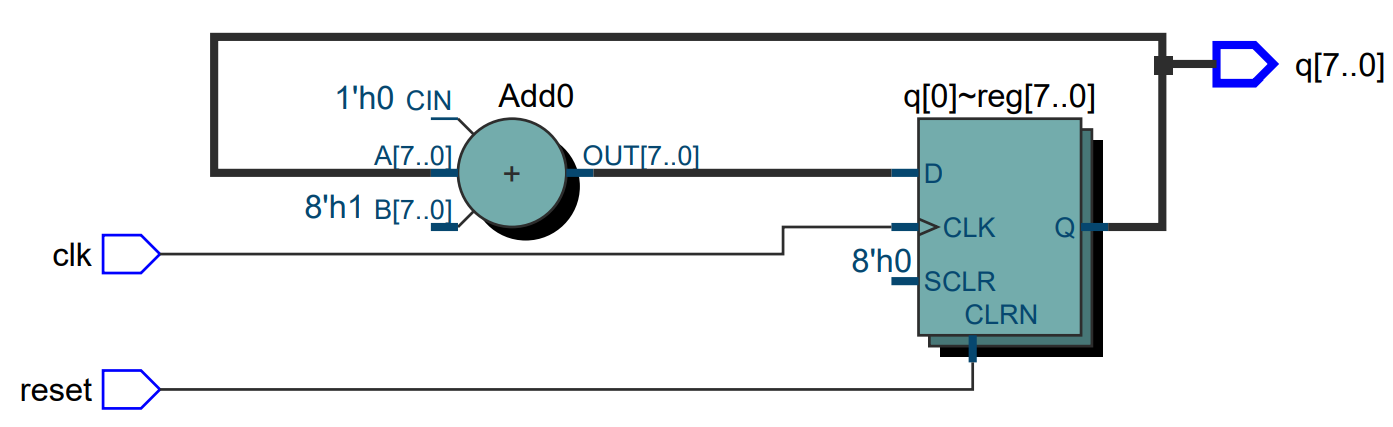 q[7..0]
1'h0 CIN
Add0
q[0]~reg[7..0]
A[7..0]
+
OUT[7..0]
D
8'h1 B[7..0]
CLK
Q
clk
8'h0
SCLR
CLRN
reset